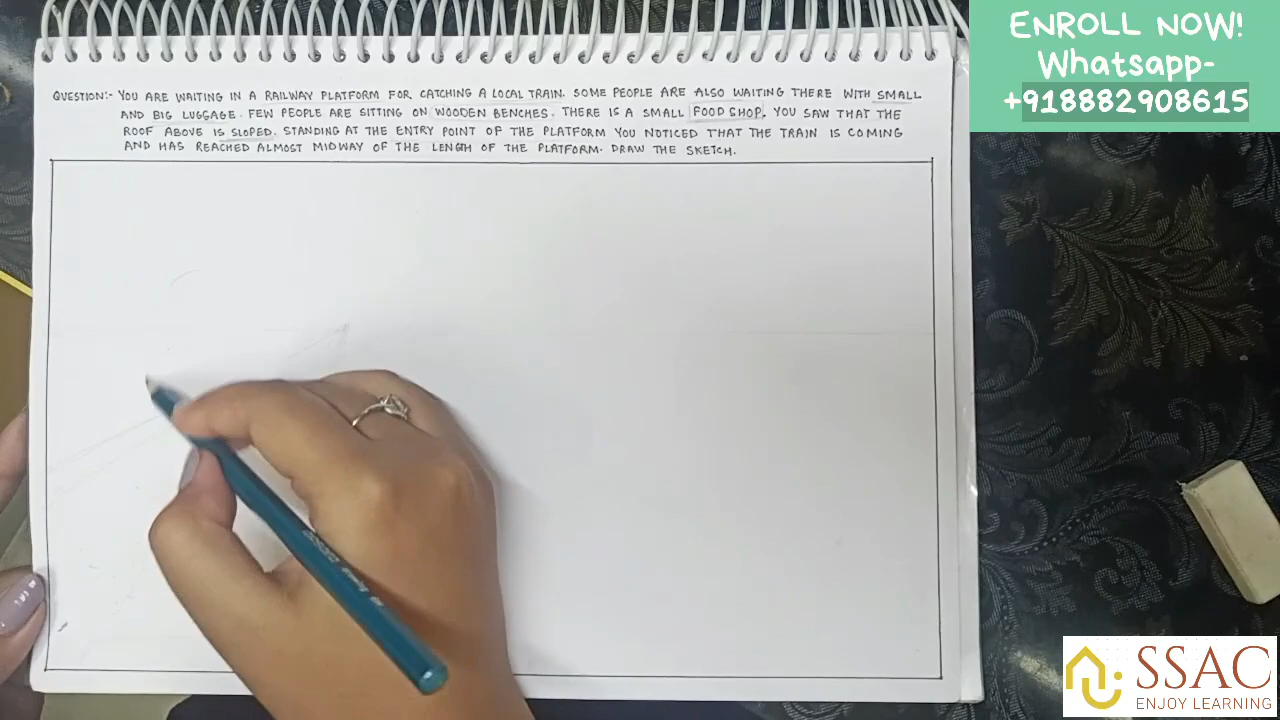 ENROLL NOW!
Whatsapp-
+918882908615
QUESTION:- YOU ARE WAITING IN A RAILWAY PLATFORM FOR CATCHING A LOCAL TRAIN. SOME PEOPLE ARE ALSO WAITING THERE WITH SMALL
AND BIG LUGGAGE. FEW PEOPLE ARE SITTING ON WOODEN BENCHES. THERE IS A SMALL FOOD SHOP. YOU SAW THAT THE
ROOF ABOVE IS SLOPED. STANDING AT THE ENTRY POINT OF THE PLATFORM YOU NOTICED THAT THE TRAIN IS COMING
AND HAS REACHED ALMOST MIDWAY OF THE LENGTH OF THE PLATFORM. DRAW THE SKETCH.
SSAC
ENJOY LEARNING